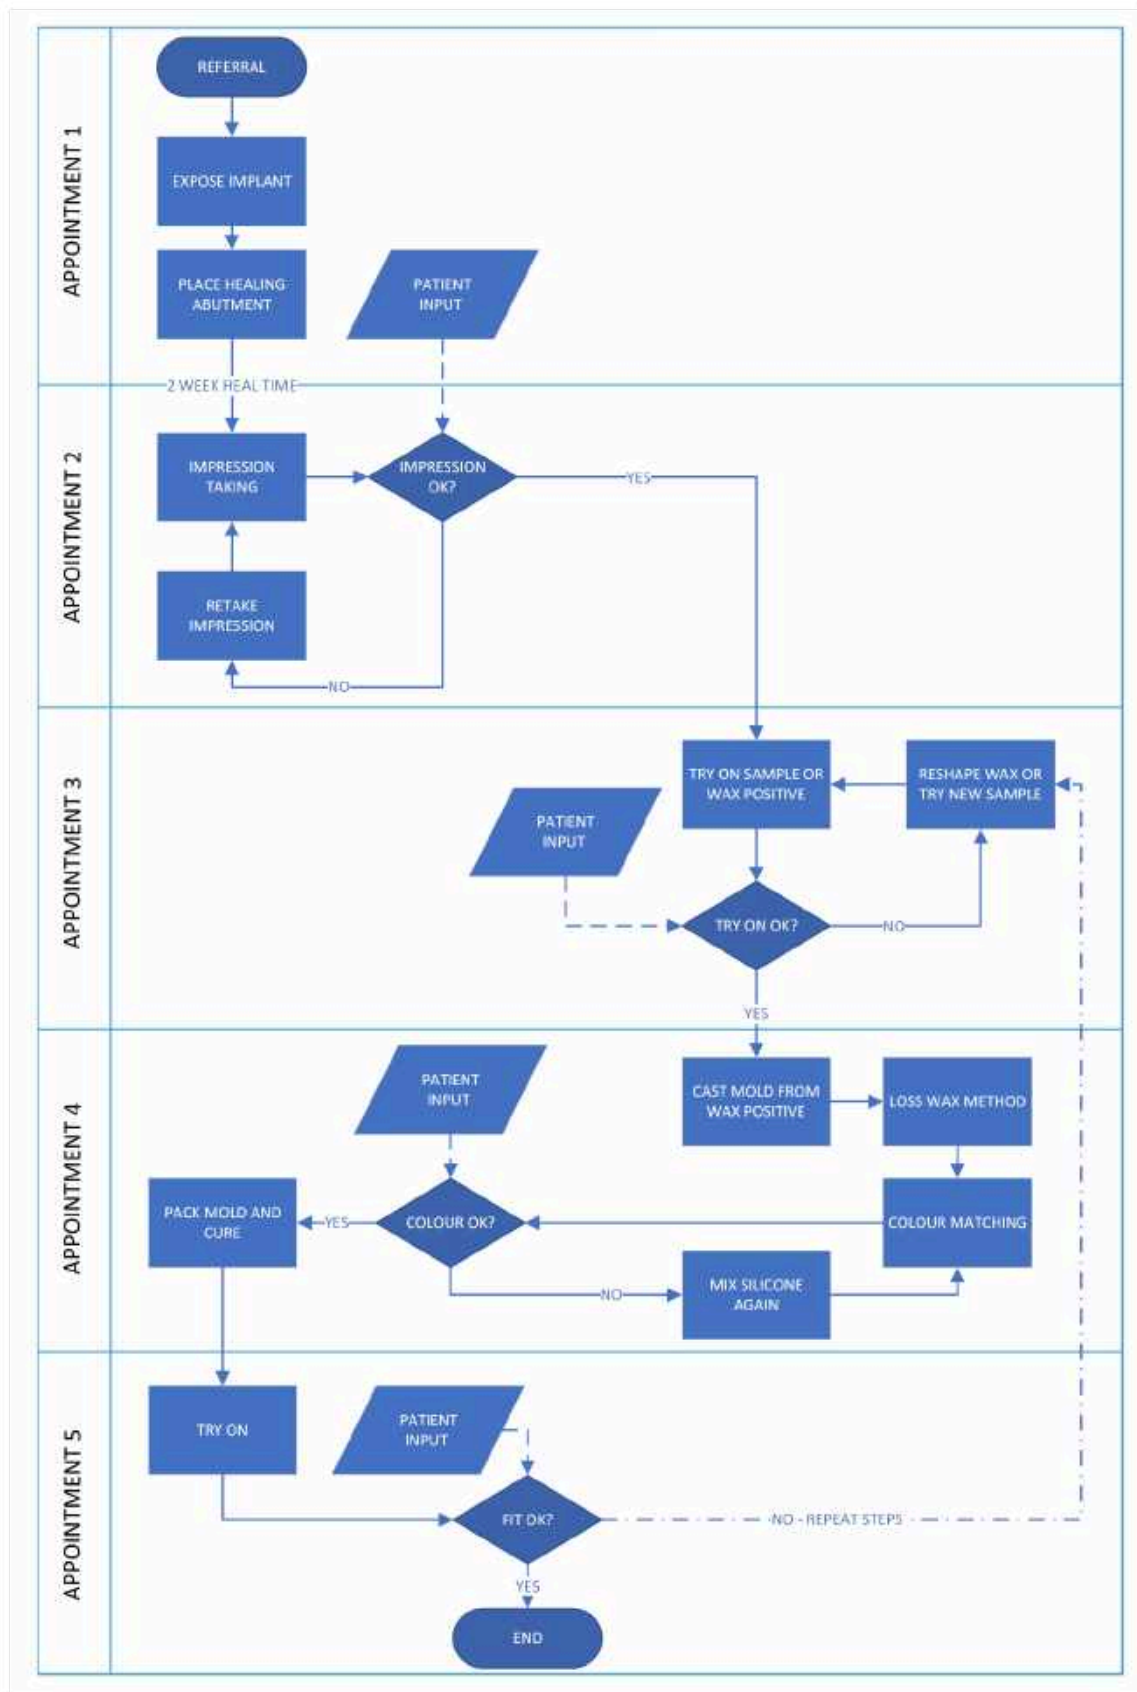 APPOINTMENT 1
REFERRAL
EXPOSE IMPLANT
PLACE HEALING
ABUTMENT
PATIENT
INPUT
2 WEEK HEAL TIME
APPOINTMENT 2
IMPRESSION
TAKING
IMPRESSION
OK?
YES
RETAKE
IMPRESSION
NO
APPOINTMENT 3
TRY ON SAMPLE OR
WAX POSITIVE
RESHAPE WAX OR
TRY NEW SAMPLE
PATIENT
INPUT
TRY ON OK?
NO
YES
APPOINTMENT 4
PATIENT
INPUT
CAST MOLD FROM
WAX POSITIVE
LOSS WAX METHOD
PACK MOLD AND
CURE
YES
COLOUR OK?
COLOUR MATCHING
NO
MIX SILICONE
AGAIN
APPOINTMENT 5
TRY ON
PATIENT
INPUT
FIT OK?
NO - REPEAT STEPS
YES
END